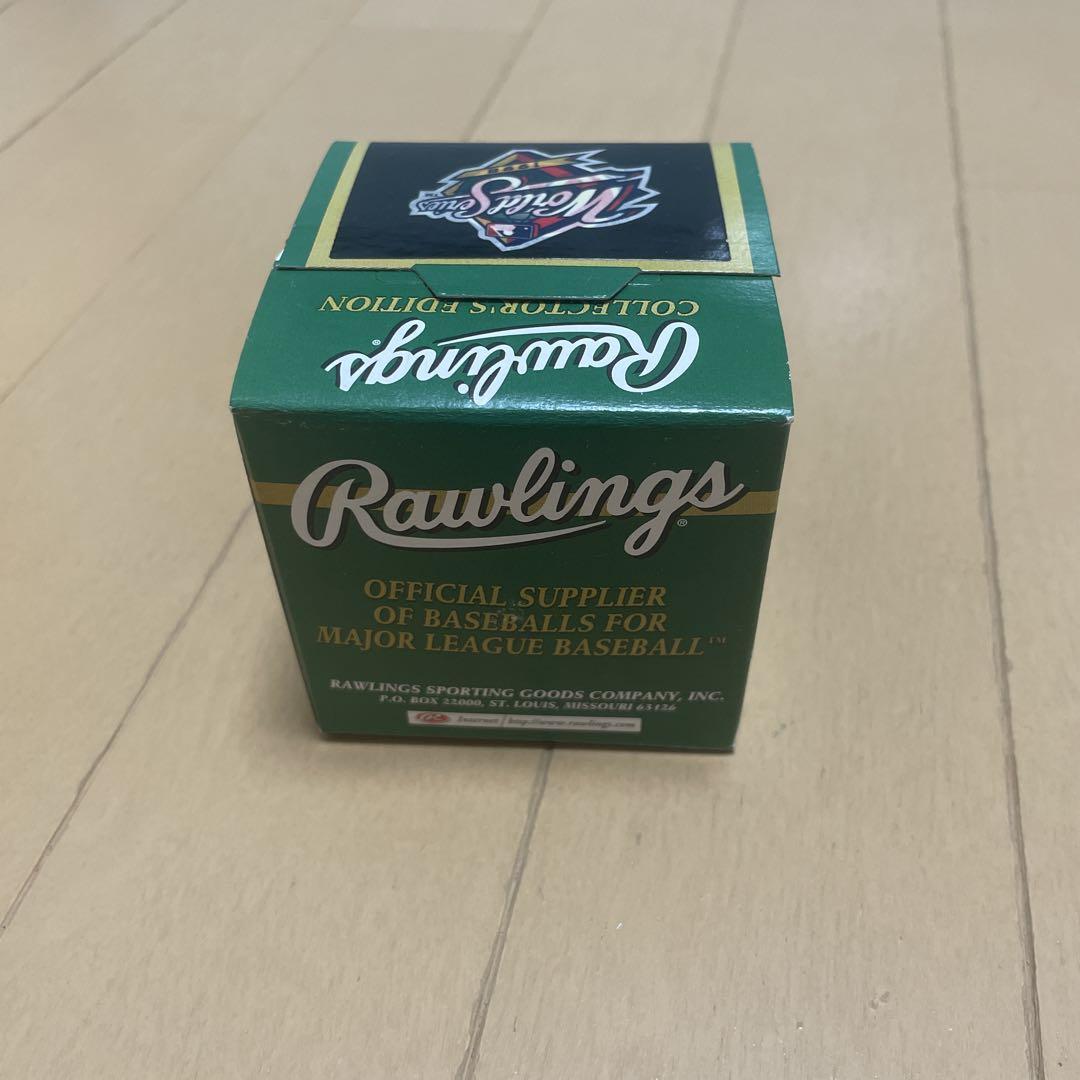 1998
World Series
COLLECTOR'S EDITION
Rawlings®
Rawlings®
OFFICIAL SUPPLIER
OF BASEBALLS FOR
MAJOR LEAGUE BASEBALL™
RAWLINGS SPORTING GOODS COMPANY, INC.
P.O. BOX 22000, ST. LOUIS, MISSOURI 63126
Internet | http://www.rawlings.com